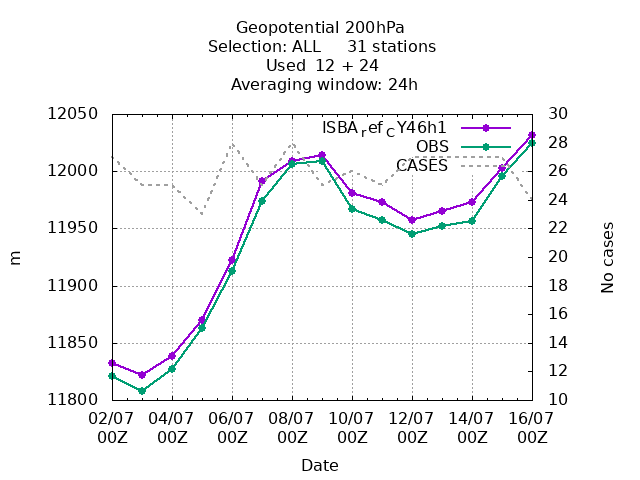 Geopotential 200hPa
Selection: ALL 31 stations
Used 12 + 24
Averaging window: 24h
ISBA_ref_CY46h1
OBS
CASES
12050
12000
11950
11900
11850
11800
30
28
26
24
22
20
18
16
14
12
10
m
No cases
02/07 04/07 06/07 08/07 10/07 12/07 14/07 16/07
00Z 00Z 00Z 00Z 00Z 00Z 00Z 00Z
Date